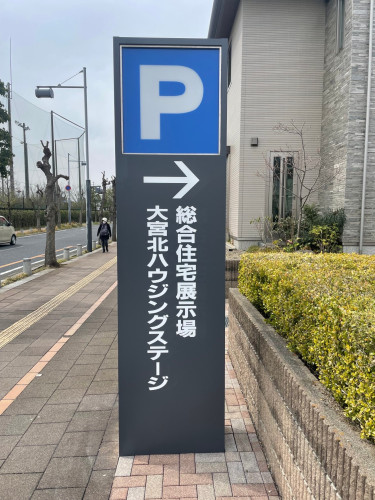 P
→
総合住宅展示場
大宮北ハウジングステージ